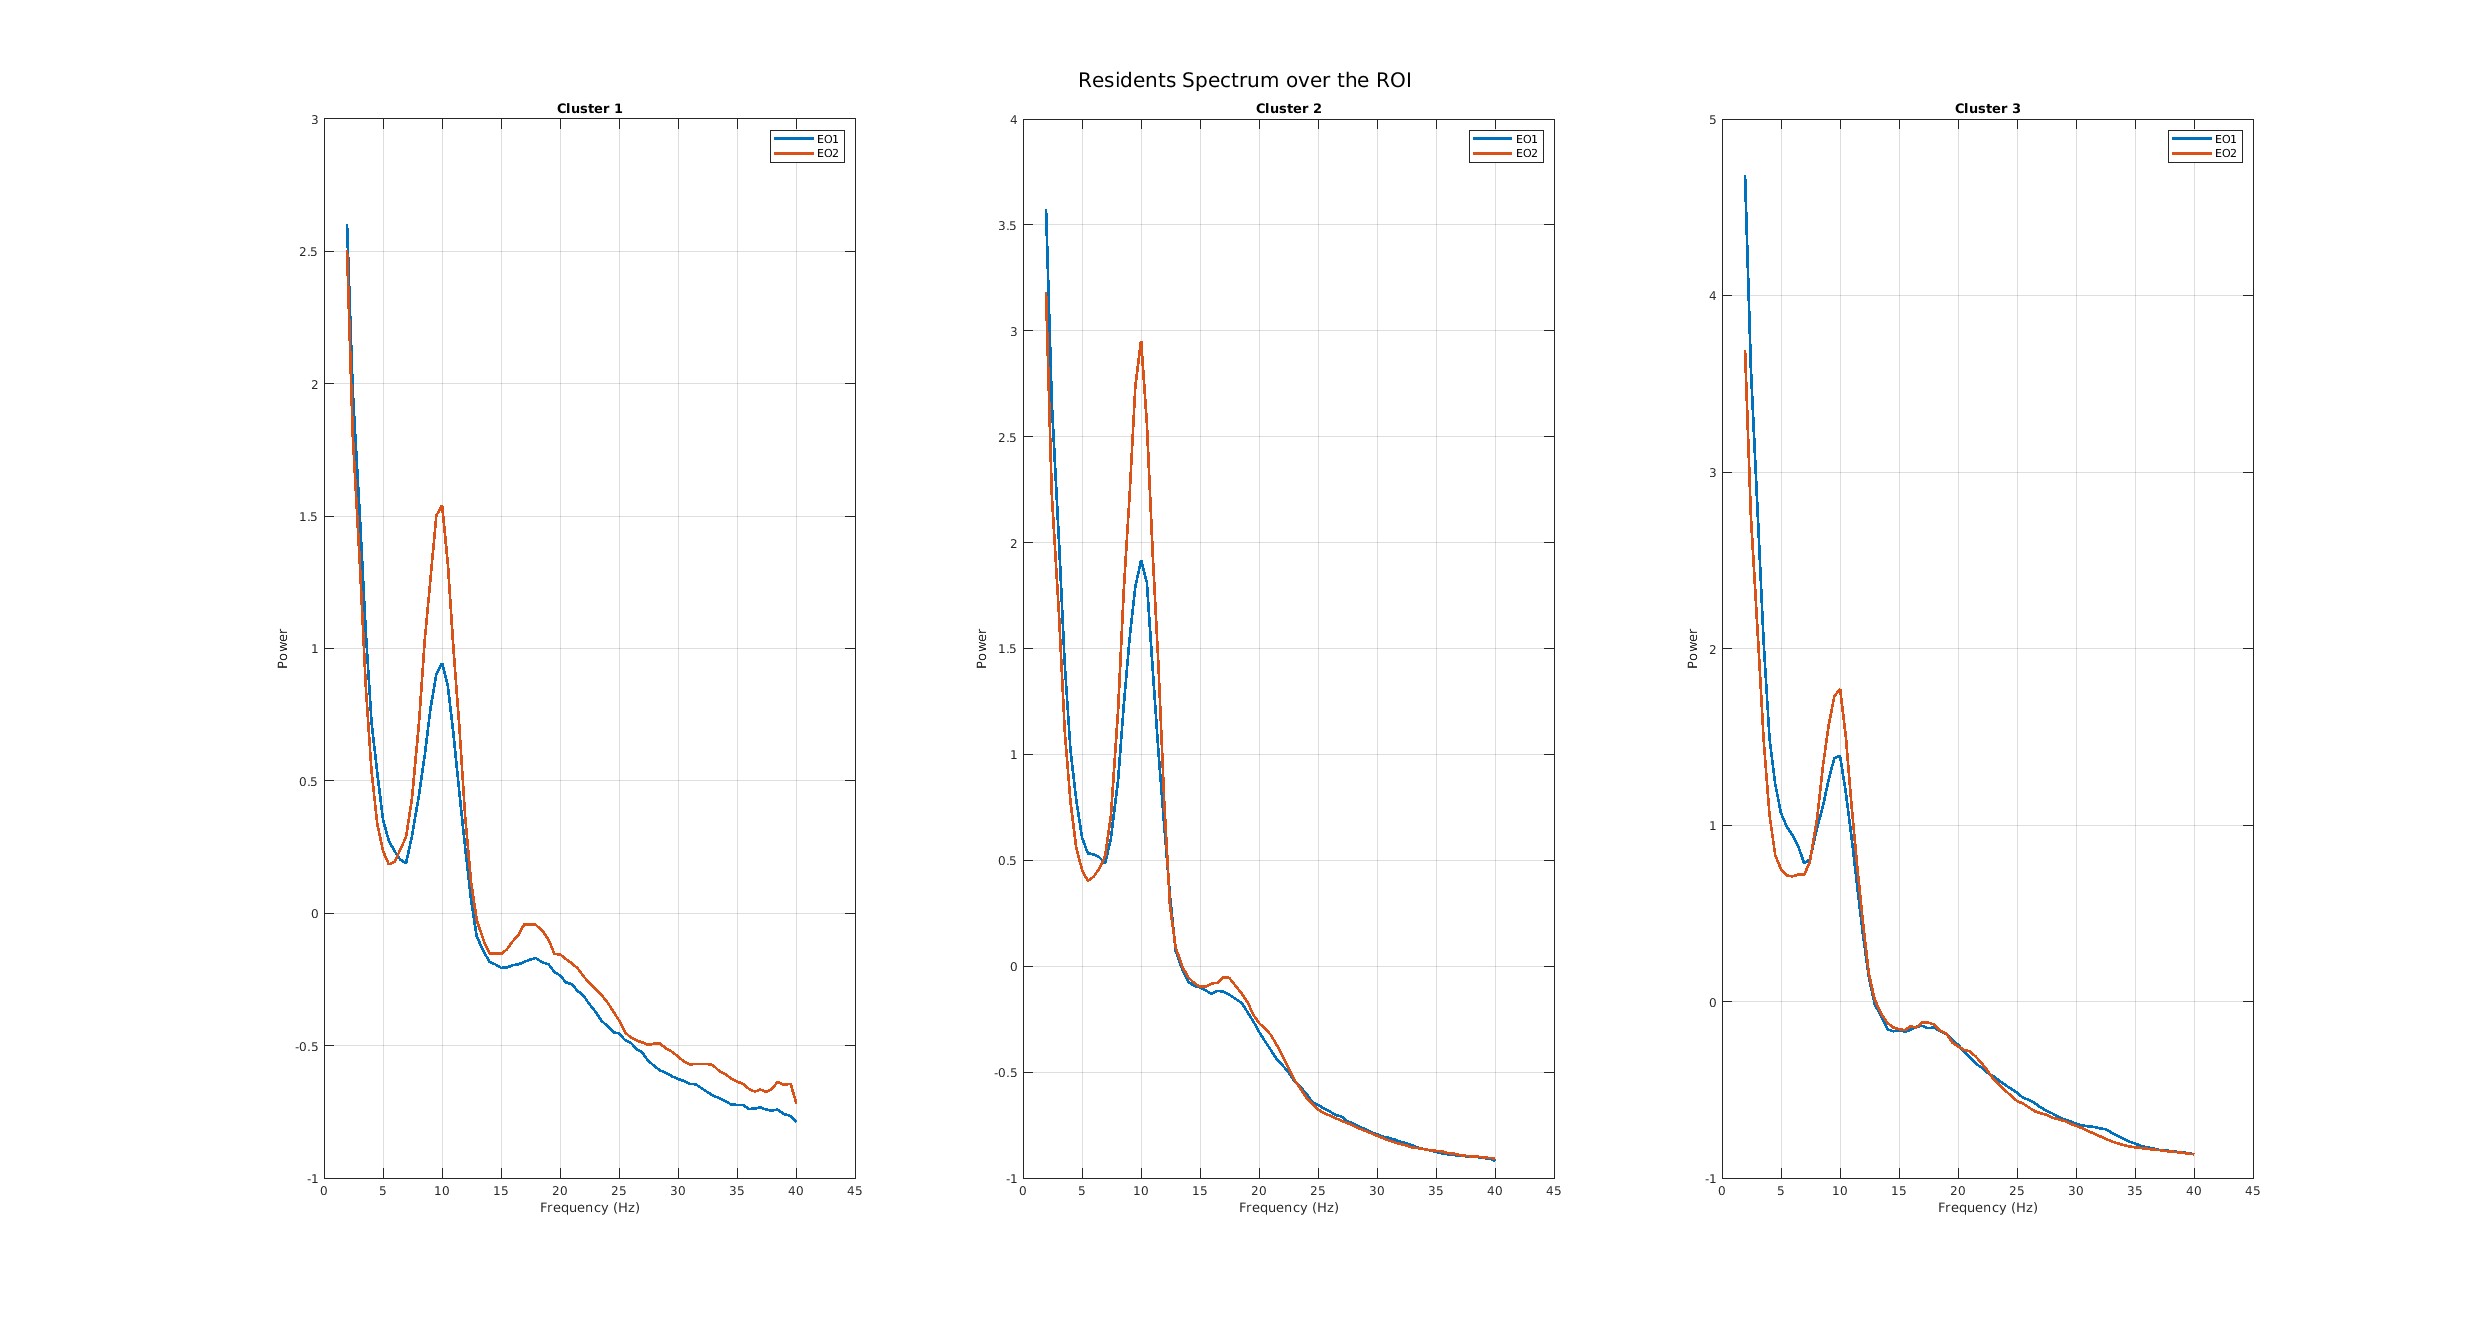 Residents Spectrum over the ROI
Cluster 1
EO1
EO2
3
2.5
2
1.5
1
0.5
0
-0.5
-1
Power
0 5 10 15 20 25 30 35 40 45
Frequency (Hz)
Cluster 2
EO1
EO2
4
3.5
3
2.5
2
1.5
1
0.5
0
-0.5
-1
Power
0 5 10 15 20 25 30 35 40 45
Frequency (Hz)
Cluster 3
EO1
EO2
5
4
3
2
1
0
-1
Power
0 5 10 15 20 25 30 35 40 45
Frequency (Hz)